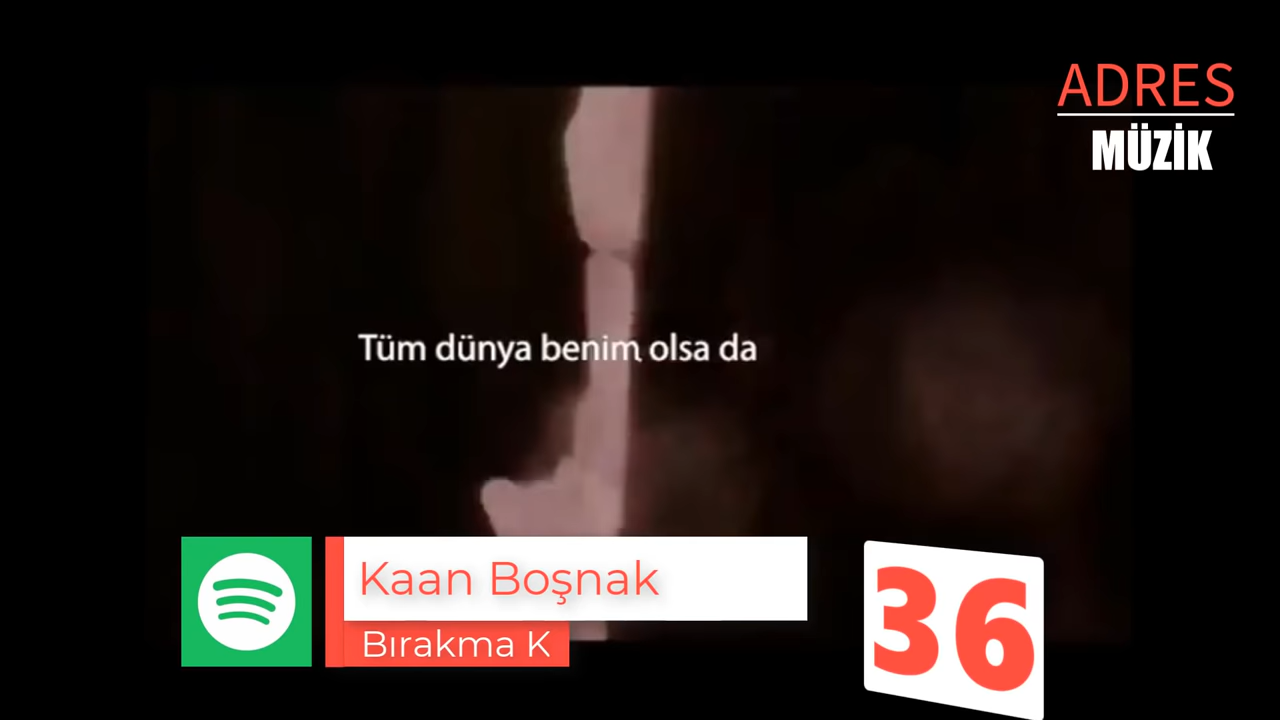 ADRES
MÜZİK
Tüm dünya benim olsa da
Kaan Boşnak
Bırakma K
36